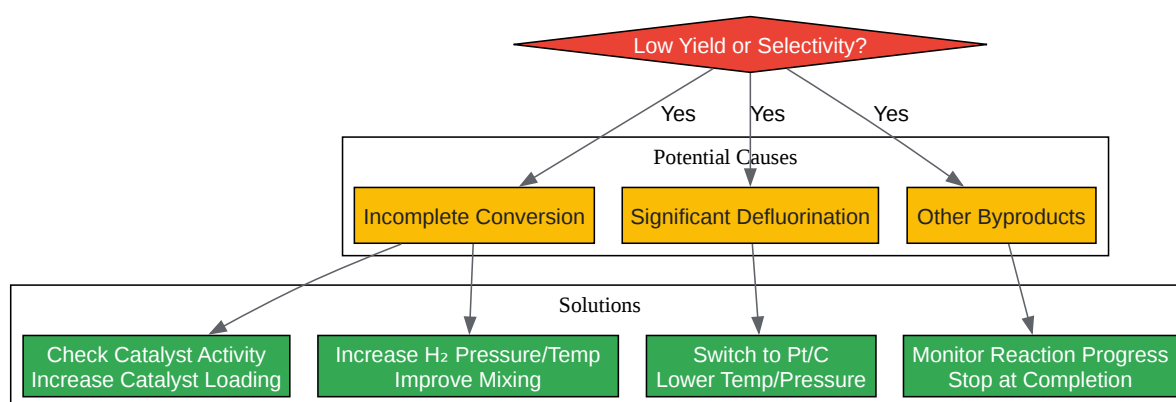 Low Yield or Selectivity?
Yes
Yes
Yes
Potential Causes
Incomplete Conversion
Significant Defluorination
Other Byproducts
Solutions
Check Catalyst Activity
Increase Catalyst Loading
Increase H₂ Pressure/Temp
Improve Mixing
Switch to Pt/C
Lower Temp/Pressure
Monitor Reaction Progress
Stop at Completion